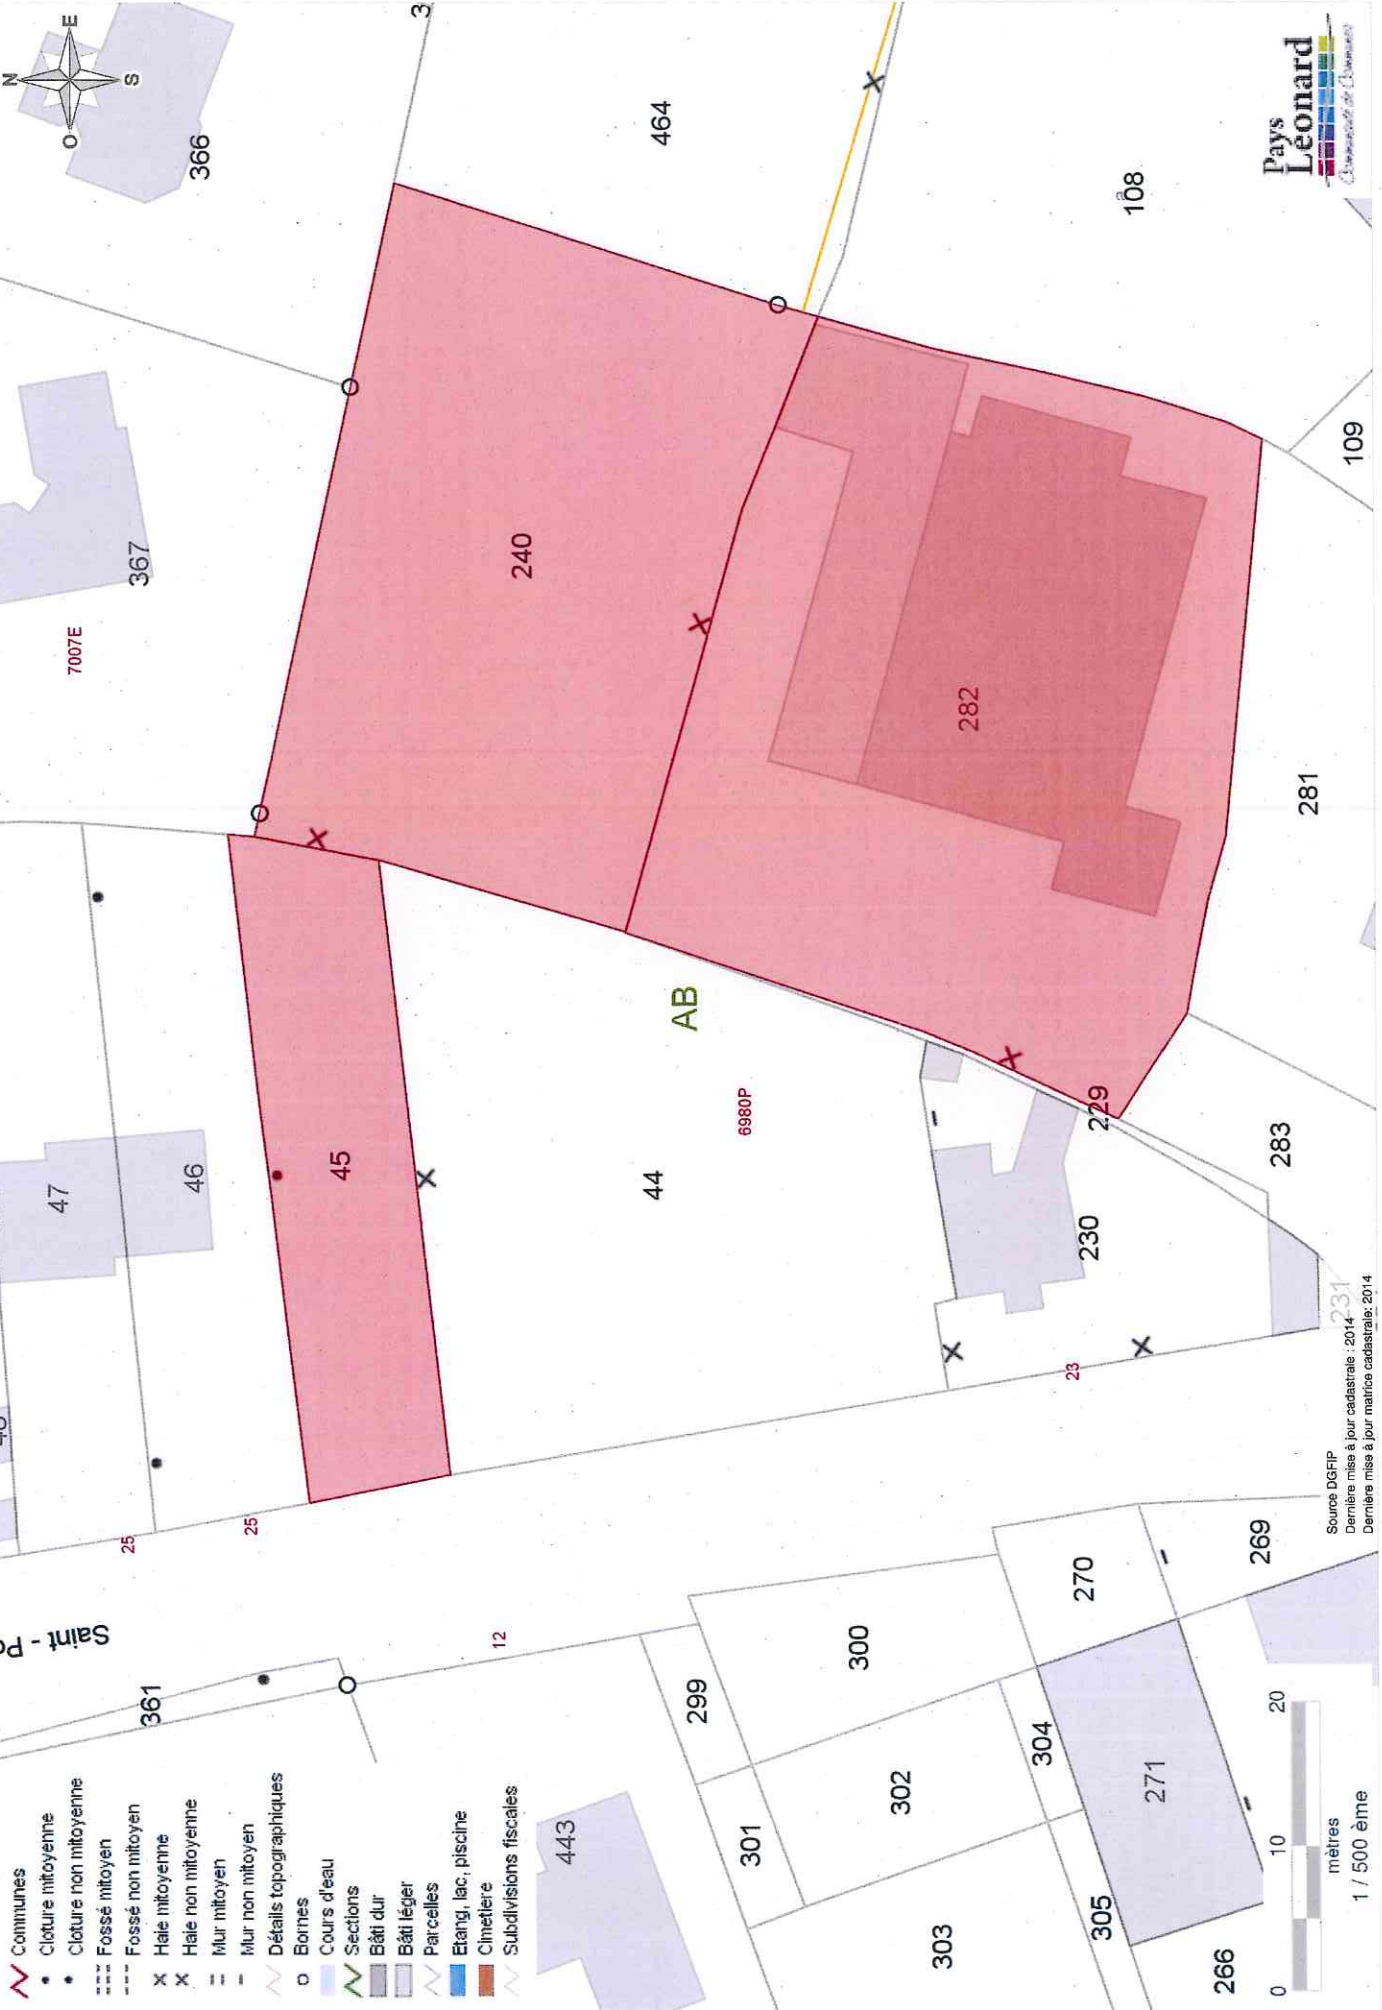 N
E
S
O
Communes
Cloture mitoyenne
Cloture non mitoyenne
Fossé mitoyen
Fossé non mitoyen
Haie mitoyenne
Haie non mitoyenne
Mur mitoyen
Mur non mitoyen
Détails topographiques
Bornes
Cours d'eau
Sections
Bâti dur
Bâti léger
Parcelles
Etang, lac, piscine
Cimetiere
Subdivisions fiscales
Saint - P
361
25
25
12
47
46
45
44
7007E
367
366
3
464
240
108
109
282
281
AB
6980P
229
230
283
231
23
443
299
300
301
302
303
304
305
270
271
269
266
0 10 20
mètres
1 / 500 ème
Source DGFIP
Dernière mise à jour cadastrale : 2014
Dernière mise à jour matrice cadastrale: 2014
Pays
Léonard